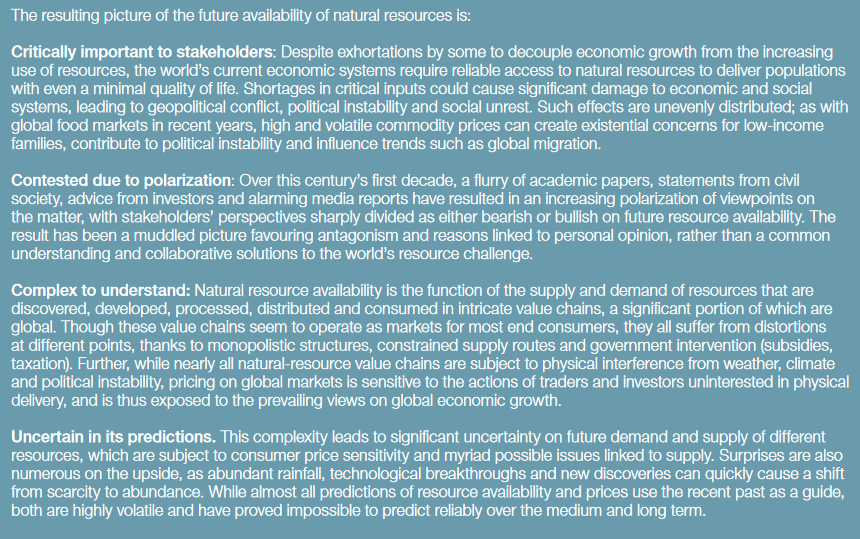 The resulting picture of the future availability of natural resources is:
Critically important to stakeholders: Despite exhortations by some to decouple economic growth from the increasing
use of resources, the world's current economic systems require reliable access to natural resources to deliver populations
with even a minimal quality of life. Shortages in critical inputs could cause significant damage to economic and social
systems, leading to geopolitical conflict, political instability and social unrest. Such effects are unevenly distributed; as with
global food markets in recent years, high and volatile commodity prices can create existential concerns for low-income
families, contribute to political instability and influence trends such as global migration.
Contested due to polarization: Over this century's first decade, a flurry of academic papers, statements from civil
society, advice from investors and alarming media reports have resulted in an increasing polarization of viewpoints on
the matter, with stakeholders' perspectives sharply divided as either bearish or bullish on future resource availability. The
result has been a muddled picture favouring antagonism and reasons linked to personal opinion, rather than a common
understanding and collaborative solutions to the world's resource challenge.
Complex to understand: Natural resource availability is the function of the supply and demand of resources that are
discovered, developed, processed, distributed and consumed in intricate value chains, a significant portion of which are
global. Though these value chains seem to operate as markets for most end consumers, they all suffer from distortions
at different points, thanks to monopolistic structures, constrained supply routes and government intervention (subsidies,
taxation). Further, while nearly all natural-resource value chains are subject to physical interference from weather, climate
and political instability, pricing on global markets is sensitive to the actions of traders and investors uninterested in physical
delivery, and is thus exposed to the prevailing views on global economic growth.
Uncertain in its predictions. This complexity leads to significant uncertainty on future demand and supply of different
resources, which are subject to consumer price sensitivity and myriad possible issues linked to supply. Surprises are also
numerous on the upside, as abundant rainfall, technological breakthroughs and new discoveries can quickly cause a shift
from scarcity to abundance. While almost all predictions of resource availability and prices use the recent past as a guide,
both are highly volatile and have proved impossible to predict reliably over the medium and long term.